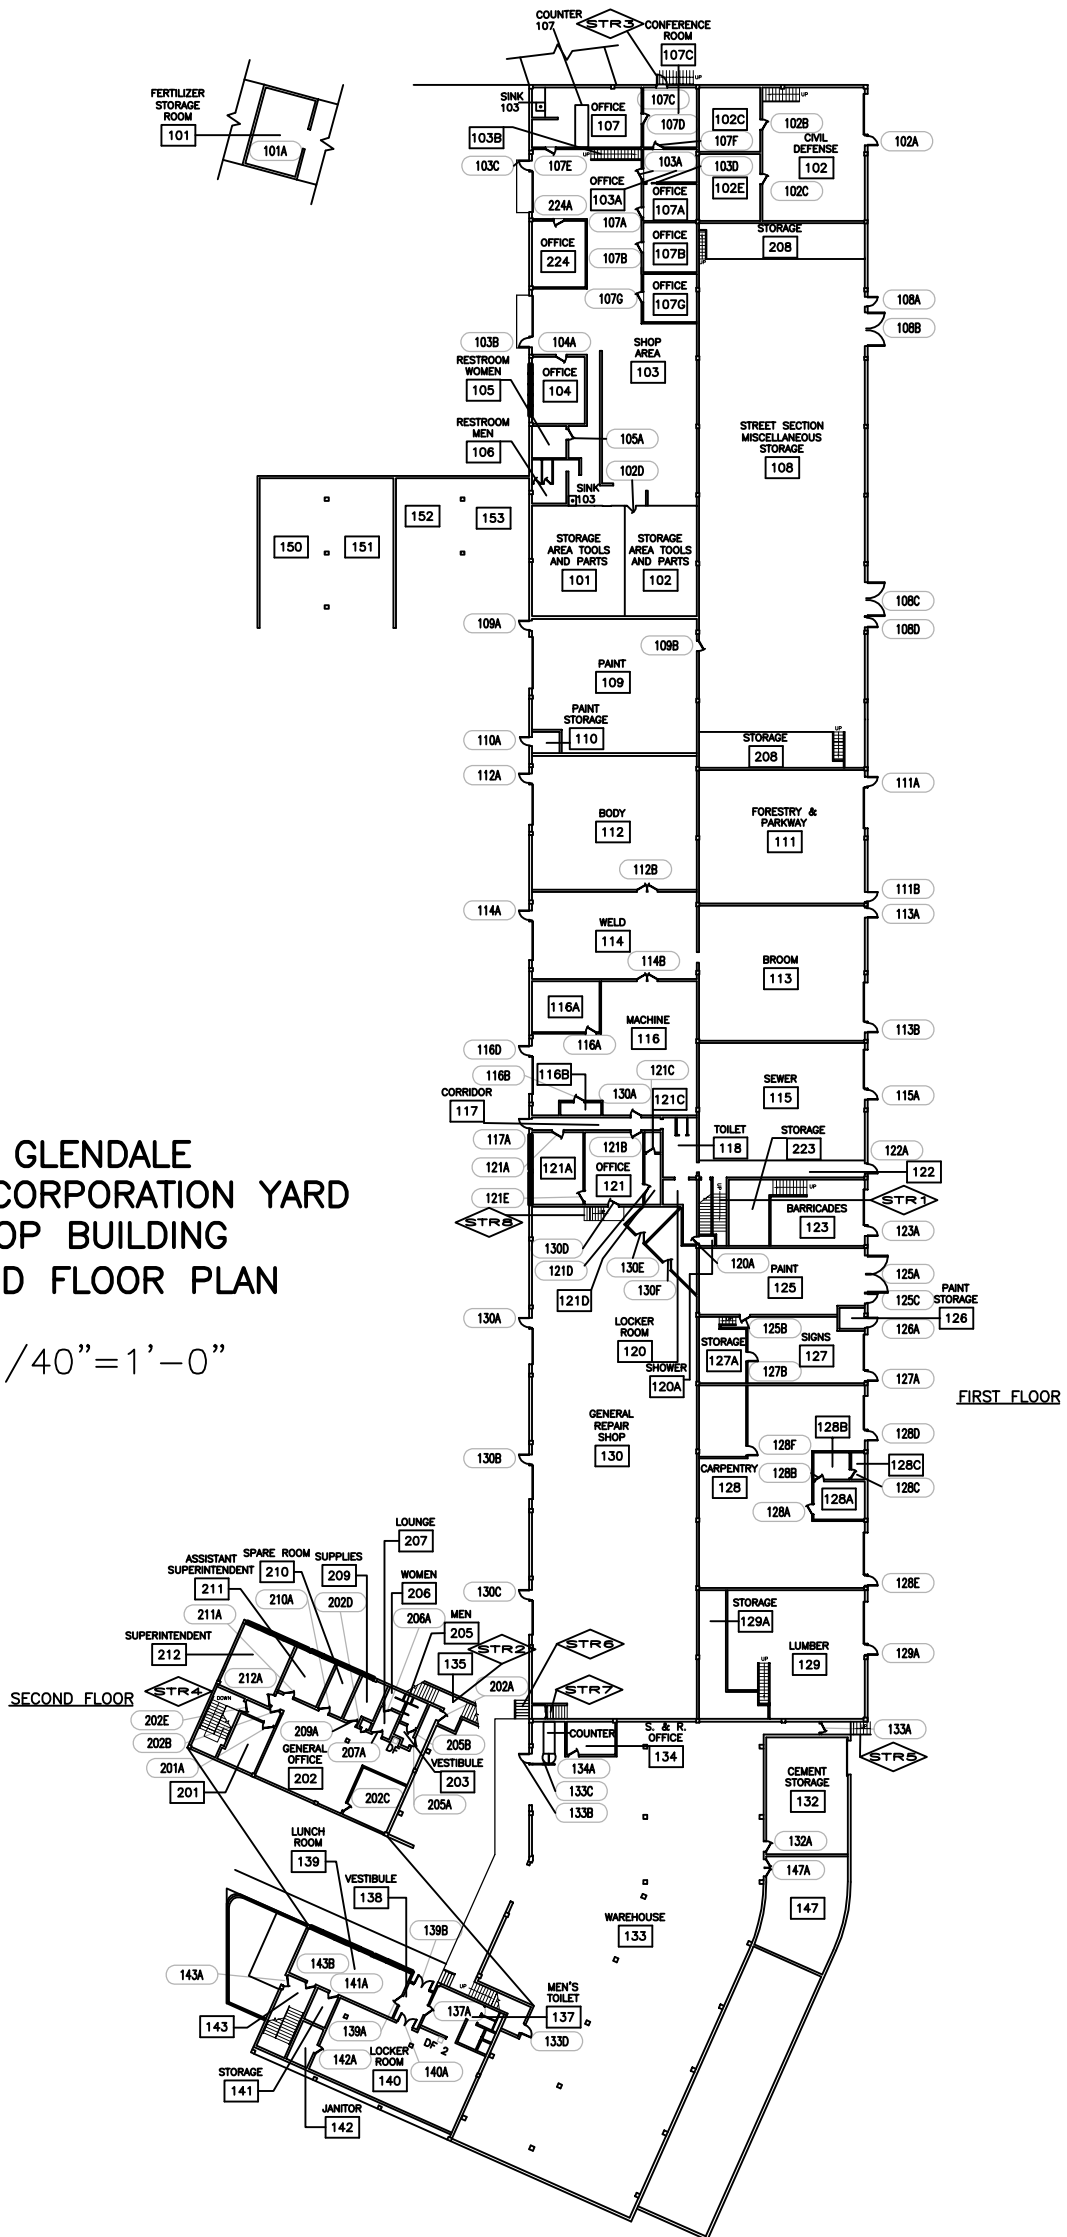 COUNTER
107
STR3
CONFERENCE
ROOM
107C
UP
FERTILIZER
STORAGE
ROOM
101
101A
SINK
103
OFFICE
107
107C
107D
102C
UP
102B
CIVIL
DEFENSE
102
102A
103B
107F
103C
107E
UP
103A
103D
102E
102C
OFFICE
103A
224A
OFFICE
107A
107A
STORAGE
208
OFFICE
224
OFFICE
107B
107B
OFFICE
107G
107G
108A
108B
103B
104A
SHOP
AREA
103
RESTROOM
WOMEN
105
OFFICE
104
RESTROOM
MEN
106
105A
STREET SECTION
MISCELLANEOUS
STORAGE
108
102D
SINK
103
152
153
150
151
STORAGE
AREA TOOLS
AND PARTS
101
STORAGE
AREA TOOLS
AND PARTS
102
108C
108D
109A
109B
PAINT
109
PAINT
STORAGE
110
110A
STORAGE
208
UP
112A
111A
BODY
112
FORESTRY &
PARKWAY
111
112B
111B
114A
113A
WELD
114
114B
BROOM
113
116A
MACHINE
116
113B
116D
116A
116B
116B
121C
SEWER
115
115A
130A
121C
CORRIDOR
117
TOILET
118
STORAGE
223
122A
122
117A
121A
121A
121B
OFFICE
121
121E
UP
UP
STR1
STR8
BARRICADES
123
123A
130D
121D
130E
130F
120A
PAINT
125
125A
125C
PAINT
STORAGE
126
121D
130A
LOCKER
ROOM
120
125B
SIGNS
127
126A
STORAGE
127A
127B
127A
SHOWER
120A
FIRST FLOOR
GENERAL
REPAIR
SHOP
130
128B
128D
128F
130B
CARPENTRY
128
128B
128C
128C
128A
128A
GLENDALE
CORPORATION YARD
OP BUILDING
D FLOOR PLAN
/40"=1'-0"
LOUNGE
207
ASSISTANT
SUPERINTENDENT
211
SPARE ROOM
210
SUPPLIES
209
WOMEN
206
130C
128E
210A
202D
206A
MEN
205
STORAGE
129A
211A
SUPERINTENDENT
212
135
STR2
STR6
LUMBER
129
129A
UP
212A
202A
SECOND FLOOR
STR4
DOWN
STR7
202E
202B
209A
207A
DF
205B
COUNTER
S. & R.
OFFICE
134
133A
STR5
GENERAL
OFFICE
202
VESTIBULE
203
201A
201
202C
205A
134A
133C
133B
CEMENT
STORAGE
132
LUNCH
ROOM
139
132A
147A
VESTIBULE
138
147
139B
WAREHOUSE
133
143A
143B
141A
UP
MEN'S
TOILET
137
137A
143
139A
DF 2
133D
142A
LOCKER
ROOM
140
140A
STORAGE
141
JANITOR
142